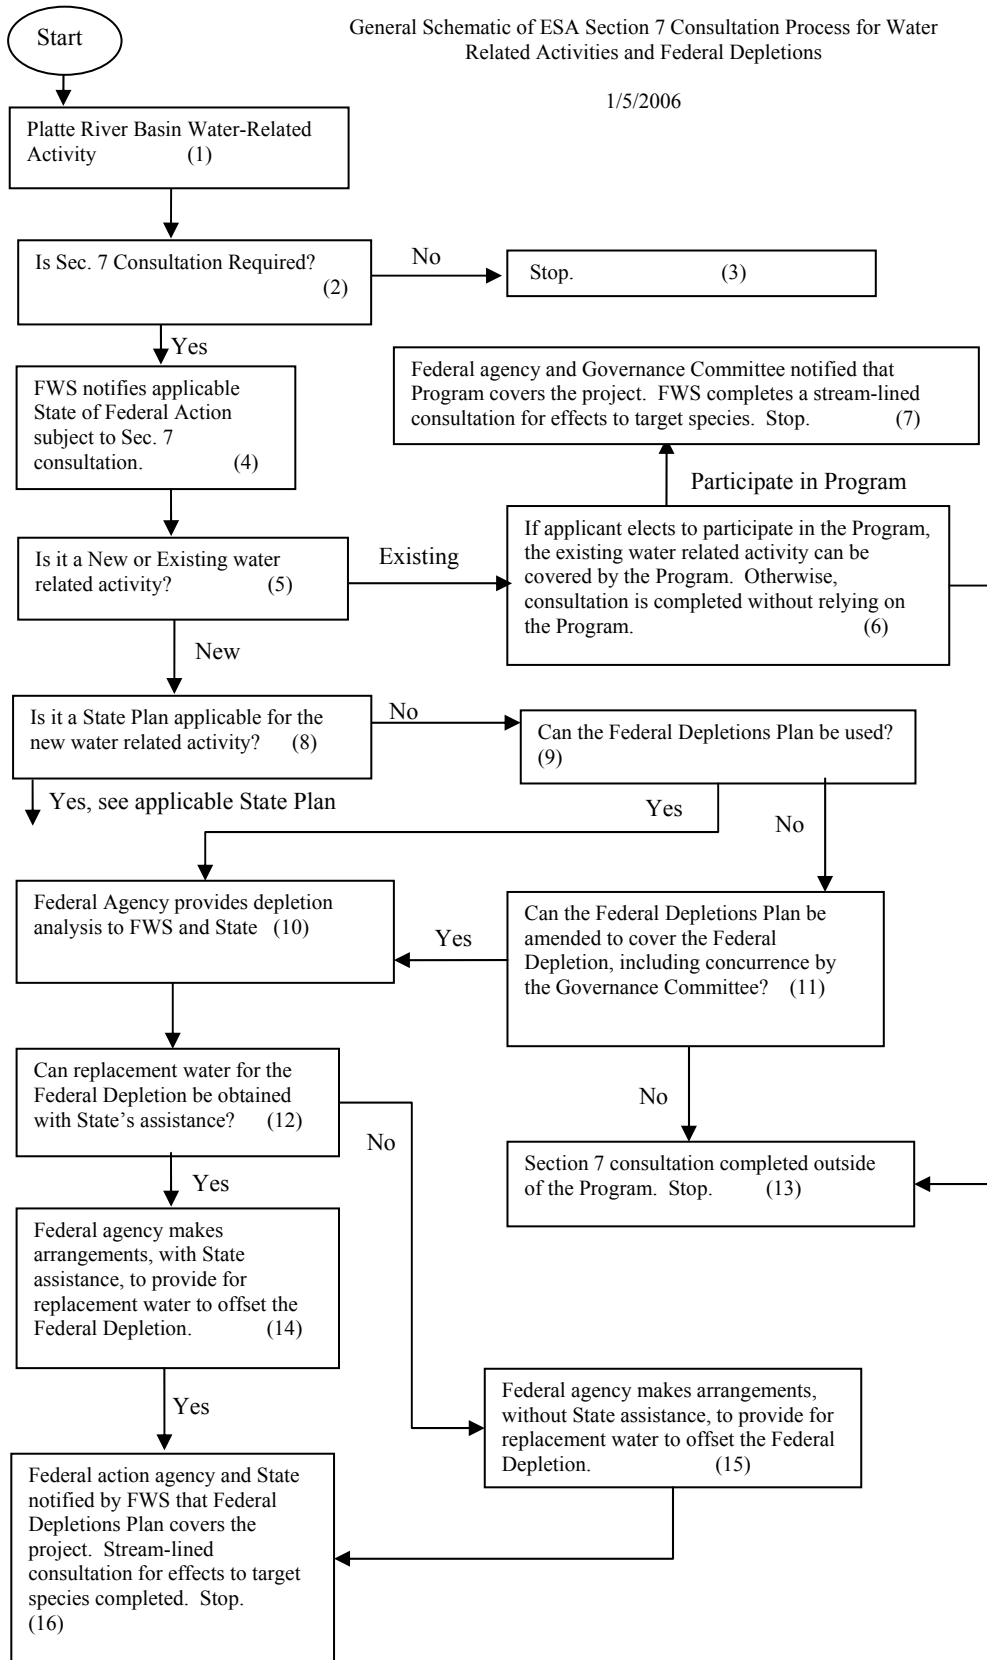 Start
General Schematic of ESA Section 7 Consultation Process for Water
Related Activities and Federal Depletions
1/5/2006
Platte River Basin Water-Related
Activity (1)
Is Sec. 7 Consultation Required?
(2)
No
Stop. (3)
Yes
FWS notifies applicable
State of Federal Action
subject to Sec. 7
consultation. (4)
Federal agency and Governance Committee notified that
Program covers the project. FWS completes a stream-lined
consultation for effects to target species. Stop. (7)
Participate in Program
Is it a New or Existing water
related activity? (5)
Existing
If applicant elects to participate in the Program,
the existing water related activity can be
covered by the Program. Otherwise,
consultation is completed without relying on
the Program. (6)
New
Is it a State Plan applicable for the
new water related activity? (8)
No
Can the Federal Depletions Plan be used?
(9)
Yes, see applicable State Plan
Yes
No
Federal Agency provides depletion
analysis to FWS and State (10)
Yes
Can the Federal Depletions Plan be
amended to cover the Federal
Depletion, including concurrence by
the Governance Committee? (11)
Can replacement water for the
Federal Depletion be obtained
with State's assistance? (12)
No
No
Section 7 consultation completed outside
of the Program. Stop. (13)
Yes
Federal agency makes
arrangements, with State
assistance, to provide for
replacement water to offset the
Federal Depletion. (14)
Yes
Federal agency makes arrangements,
without State assistance, to provide for
replacement water to offset the Federal
Depletion. (15)
Federal action agency and State
notified by FWS that Federal
Depletions Plan covers the
project. Stream-lined
consultation for effects to target
species completed. Stop.
(16)